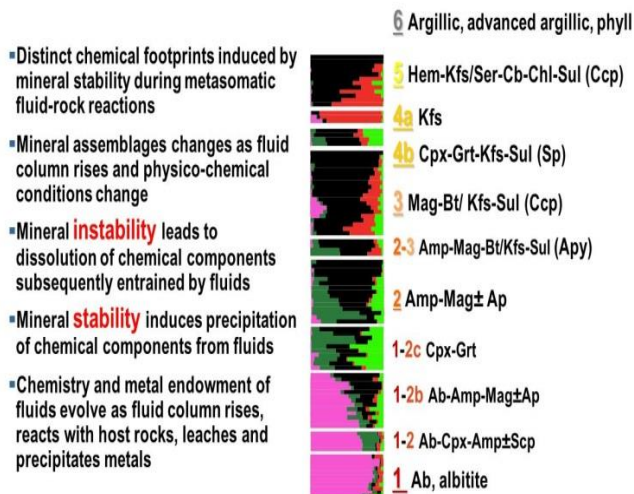 ▪Distinct chemical footprints induced by
mineral stability during metasomatic
fluid-rock reactions
▪Mineral assemblages changes as fluid
column rises and physico-chemical
conditions change
▪Mineral instability leads to
dissolution of chemical components
subsequently entrained by fluids
▪Mineral stability induces precipitation
of chemical components from fluids
▪Chemistry and metal endowment of
fluids evolve as fluid column rises,
reacts with host rocks, leaches and
precipitates metals
6 Argillic, advanced argillic, phyll
5 Hem-Kfs/Ser-Cb-Chl-Sul (Ccp)
4a Kfs
4b Cpx-Grt-Kfs-Sul (Sp)
3 Mag-Bt/ Kfs-Sul (Ccp)
2-3 Amp-Mag-Bt/Kfs-Sul (Apy)
2 Amp-Mag± Ap
1-2c Cpx-Grt
1-2b Ab-Amp-Mag±Ap
1-2 Ab-Cpx-Amp±Scp
1 Ab, albitite